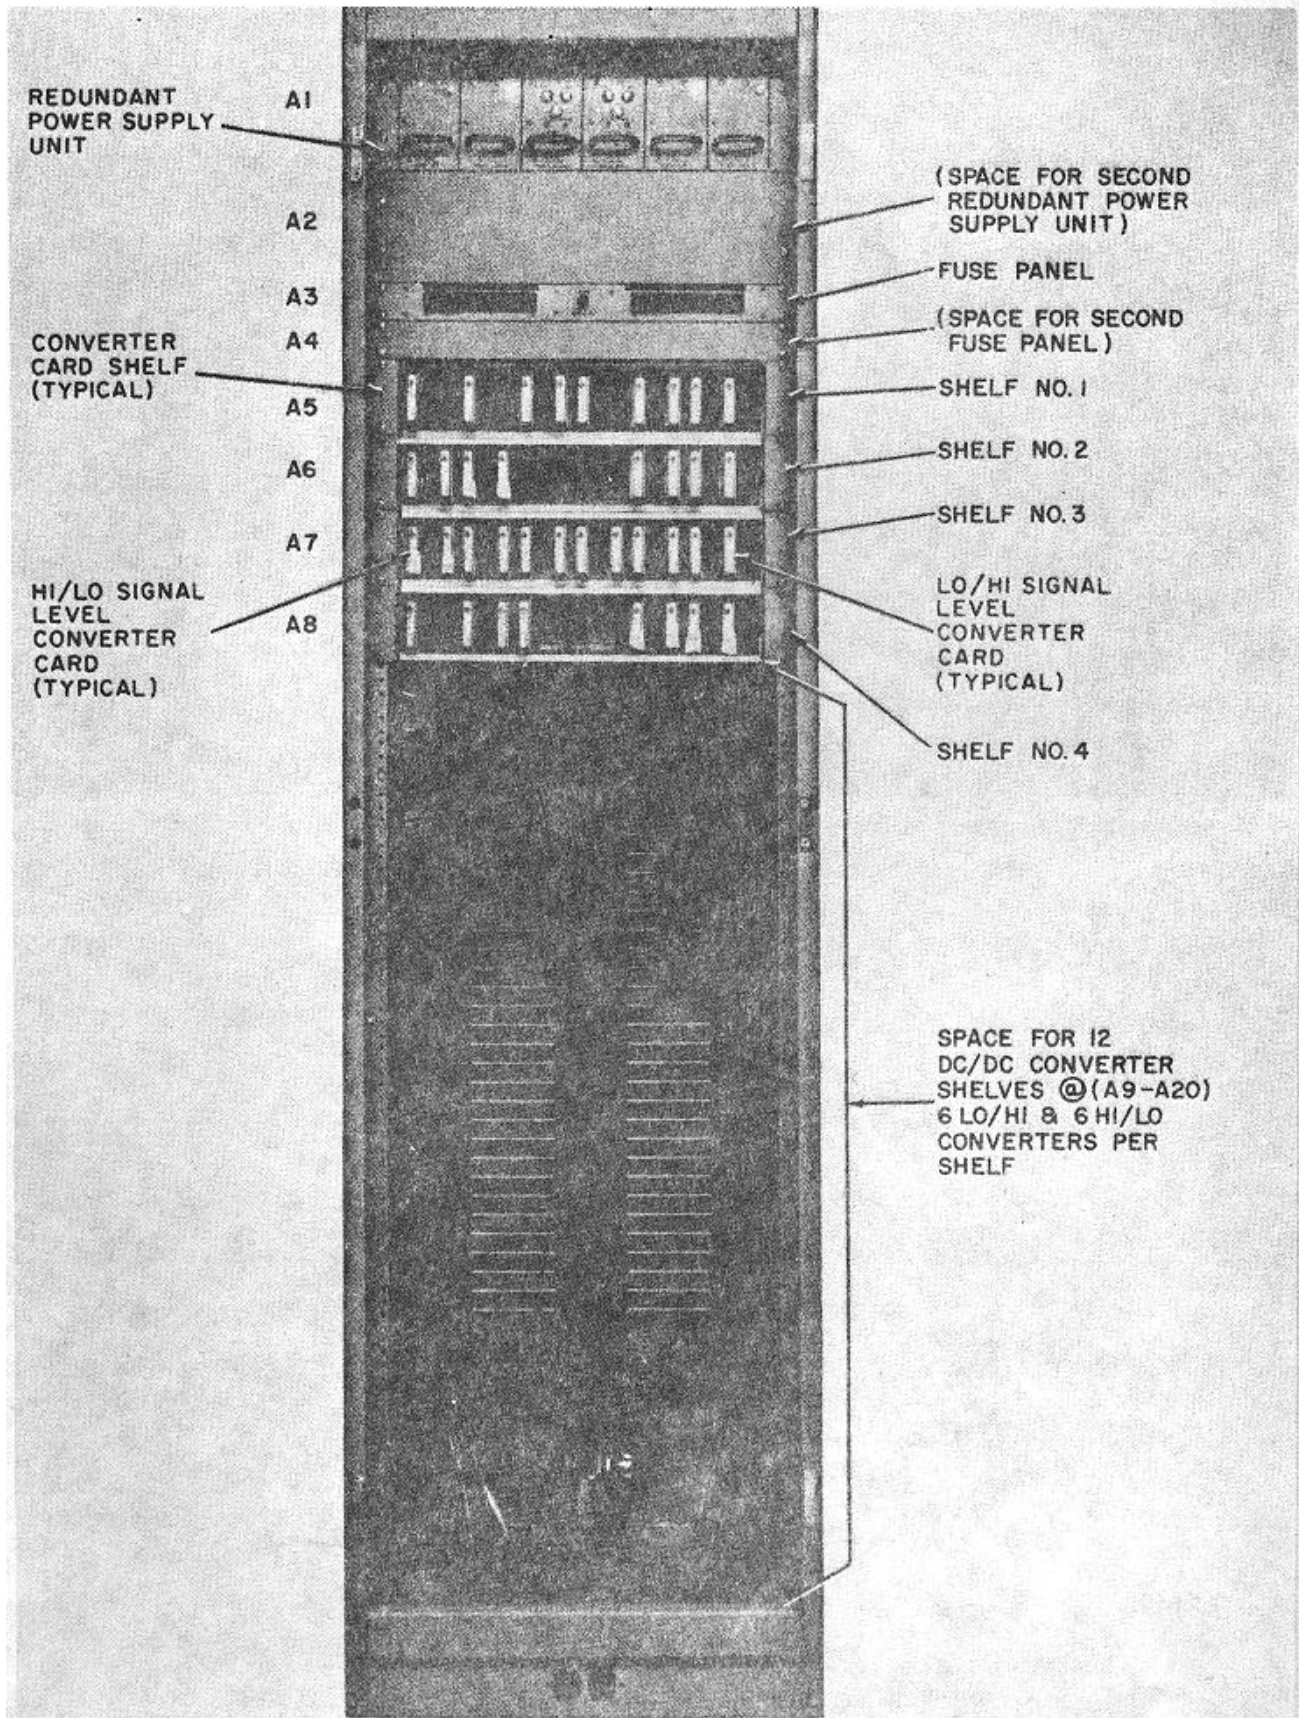 REDUNDANT
POWER SUPPLY
UNIT
A1
A2
A3
A4
CONVERTER
CARD SHELF
(TYPICAL)
A5
A6
A7
HI/LO SIGNAL
LEVEL
CONVERTER
CARD
(TYPICAL)
A8
(SPACE FOR SECOND
REDUNDANT POWER
SUPPLY UNIT)
FUSE PANEL
(SPACE FOR SECOND
FUSE PANEL)
SHELF NO. 1
SHELF NO. 2
SHELF NO. 3
LO/HI SIGNAL
LEVEL
CONVERTER
CARD
(TYPICAL)
SHELF NO. 4
SPACE FOR 12
DC/DC CONVERTER
SHELVES @ (A9-A20)
6 LO/HI & 6 HI/LO
CONVERTERS PER
SHELF